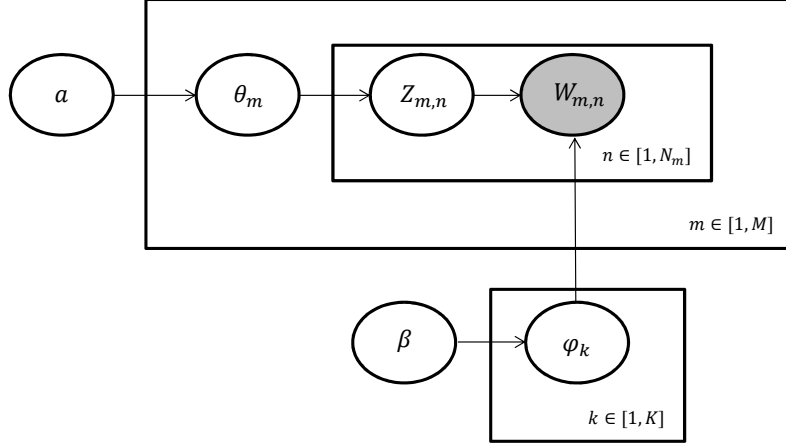 a
θ_m
Z_{m,n}
W_{m,n}
n ∈ [1, N_m]
m ∈ [1, M]
β
φ_k
k ∈ [1, K]